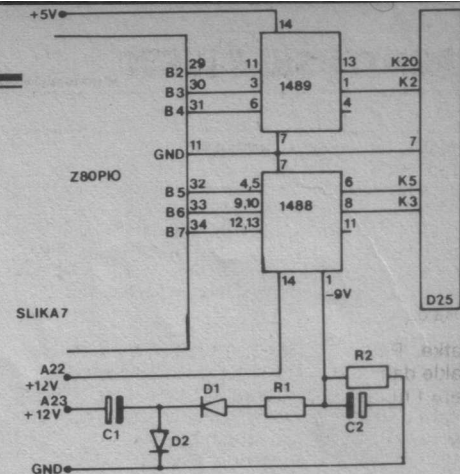 +5V
14
B2 29 11 13 K20
B3 30 3 1489 1 K2
B4 31 6 4
GND 11 7 7
Z80PIO
7
B5 32 4,5 6 K5
B6 33 9,10 1488 8 K3
B7 34 12,13 11
14 1
-9V
D25
SLIKA7
A22
+12V
R2
A23
+12V
D1 R1
C1 D2 C2
GND